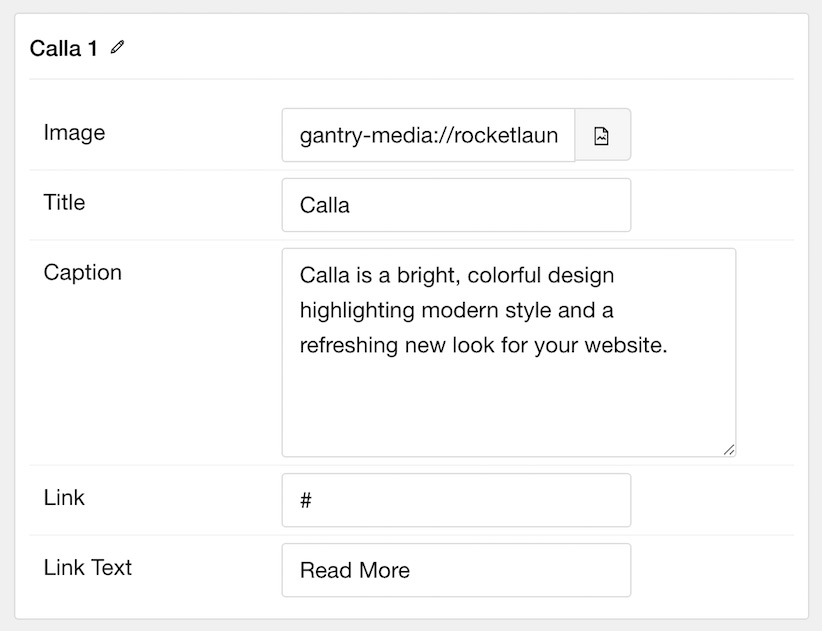 Calla 1
Image
gantry-media://rocketlaun
Title
Calla
Caption
Calla is a bright, colorful design
highlighting modern style and a
refreshing new look for your website.
Link
#
Link Text
Read More